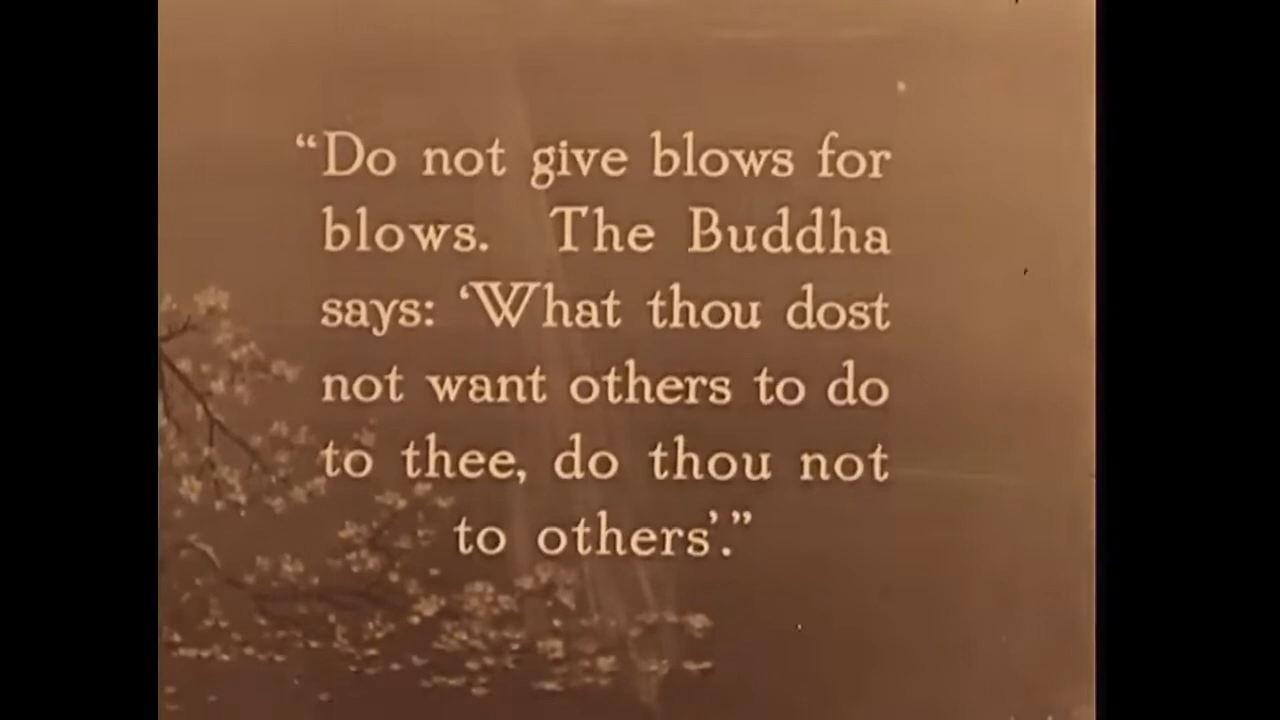 “Do not give blows for
blows. The Buddha
says: ‘What thou dost
not want others to do
to thee, do thou not
to others’.”